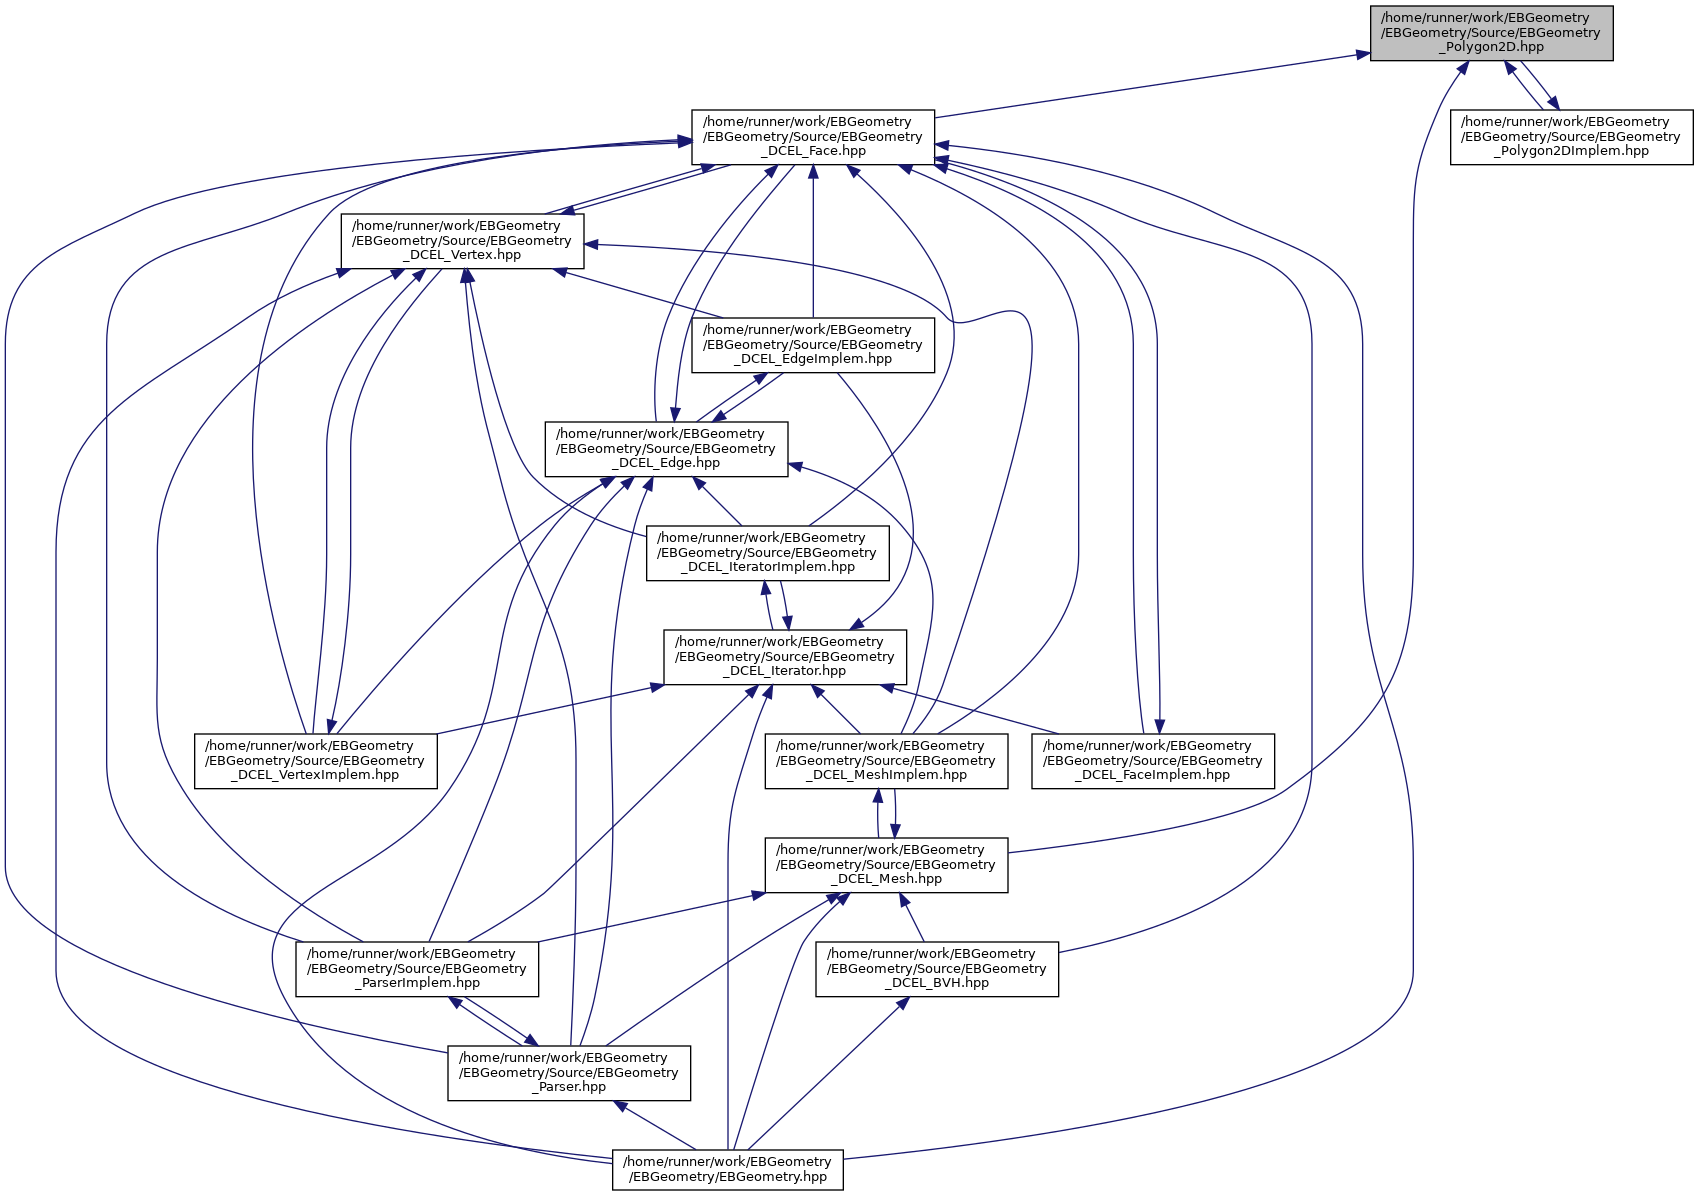 /home/runner/work/EBGeometry
/EBGeometry/Source/EBGeometry
_Polygon2D.hpp
/home/runner/work/EBGeometry
/EBGeometry/Source/EBGeometry
_DCEL_Face.hpp
/home/runner/work/EBGeometry
/EBGeometry/Source/EBGeometry
_Polygon2DImplem.hpp
/home/runner/work/EBGeometry
/EBGeometry/Source/EBGeometry
_DCEL_Vertex.hpp
/home/runner/work/EBGeometry
/EBGeometry/Source/EBGeometry
_DCEL_EdgeImplem.hpp
/home/runner/work/EBGeometry
/EBGeometry/Source/EBGeometry
_DCEL_Edge.hpp
/home/runner/work/EBGeometry
/EBGeometry/Source/EBGeometry
_DCEL_IteratorImplem.hpp
/home/runner/work/EBGeometry
/EBGeometry/Source/EBGeometry
_DCEL_Iterator.hpp
/home/runner/work/EBGeometry
/EBGeometry/Source/EBGeometry
_DCEL_VertexImplem.hpp
/home/runner/work/EBGeometry
/EBGeometry/Source/EBGeometry
_DCEL_MeshImplem.hpp
/home/runner/work/EBGeometry
/EBGeometry/Source/EBGeometry
_DCEL_FaceImplem.hpp
/home/runner/work/EBGeometry
/EBGeometry/Source/EBGeometry
_DCEL_Mesh.hpp
/home/runner/work/EBGeometry
/EBGeometry/Source/EBGeometry
_ParserImplem.hpp
/home/runner/work/EBGeometry
/EBGeometry/Source/EBGeometry
_DCEL_BVH.hpp
/home/runner/work/EBGeometry
/EBGeometry/Source/EBGeometry
_Parser.hpp
/home/runner/work/EBGeometry
/EBGeometry/EBGeometry.hpp